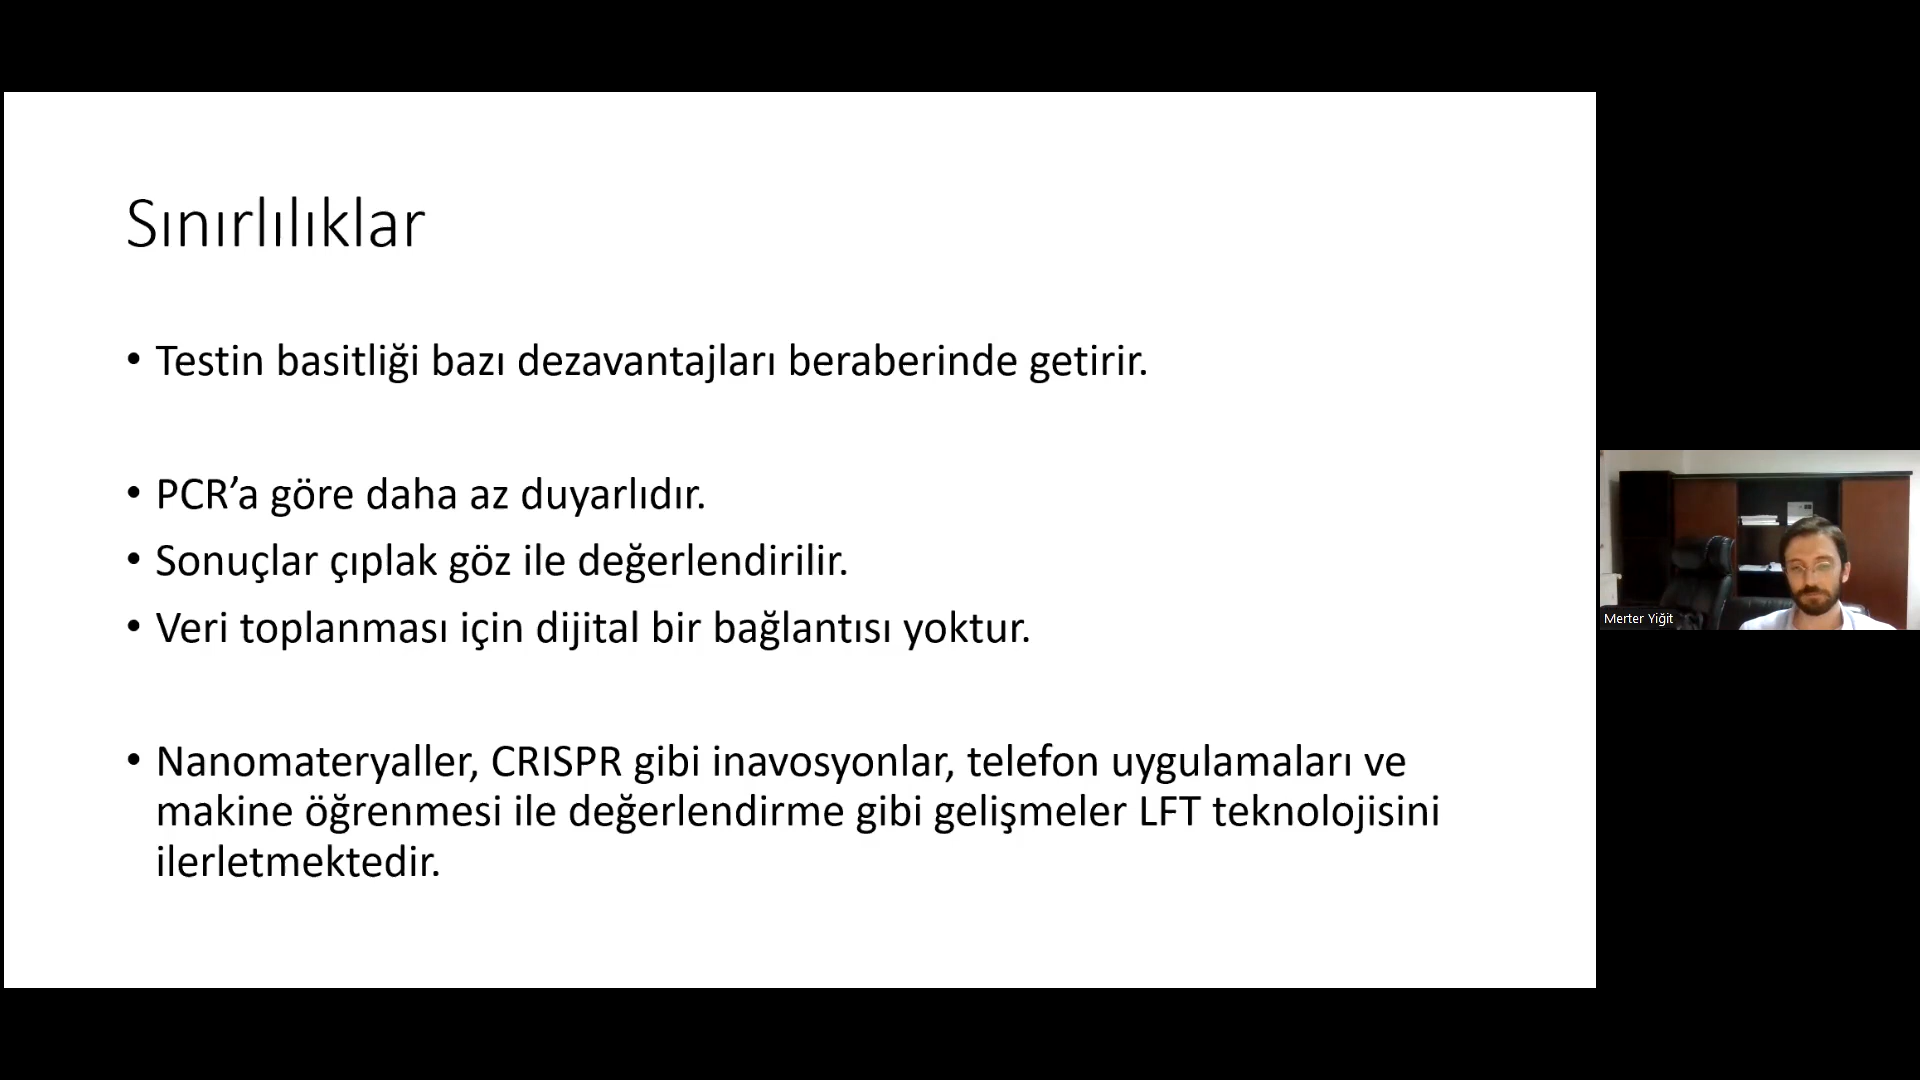 Sınırlılıklar
• Testin basitliği bazı dezavantajları beraberinde getirir.
• PCR’a göre daha az duyarlıdır.
• Sonuçlar çıplak göz ile değerlendirilir.
• Veri toplanması için dijital bir bağlantısı yoktur.
• Nanomateryaller, CRISPR gibi inavosyonlar, telefon uygulamaları ve
makine öğrenmesi ile değerlendirme gibi gelişmeler LFT teknolojisini
ilerletmektedir.
Merter Yiğit